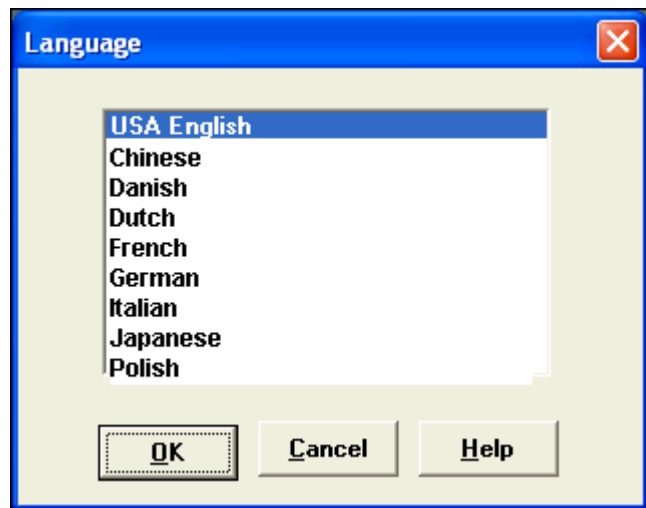 Language
USA English
Chinese
Danish
Dutch
French
German
Italian
Japanese
Polish
OK
Cancel
Help